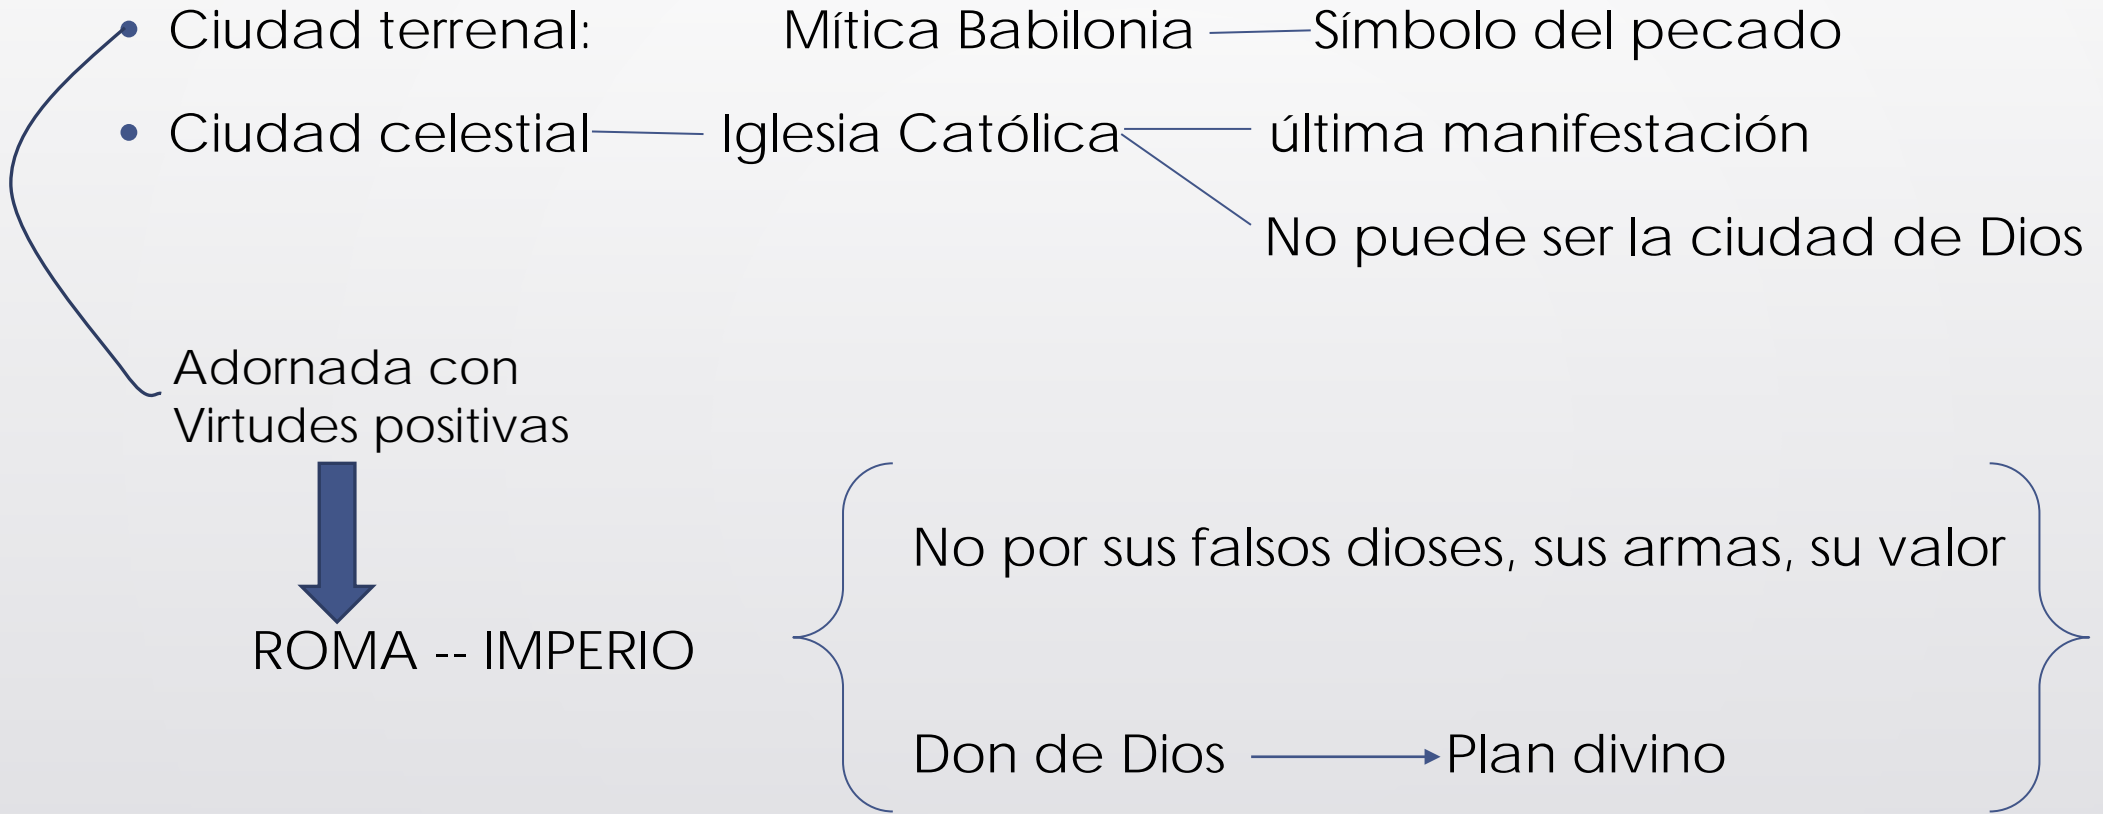 Ciudad terrenal: Mítica Babilonia Símbolo del pecado
Ciudad celestial Iglesia Católica última manifestación
No puede ser la ciudad de Dios
Adornada con
Virtudes positivas
No por sus falsos dioses, sus armas, su valor
ROMA -- IMPERIO
Don de Dios Plan divino